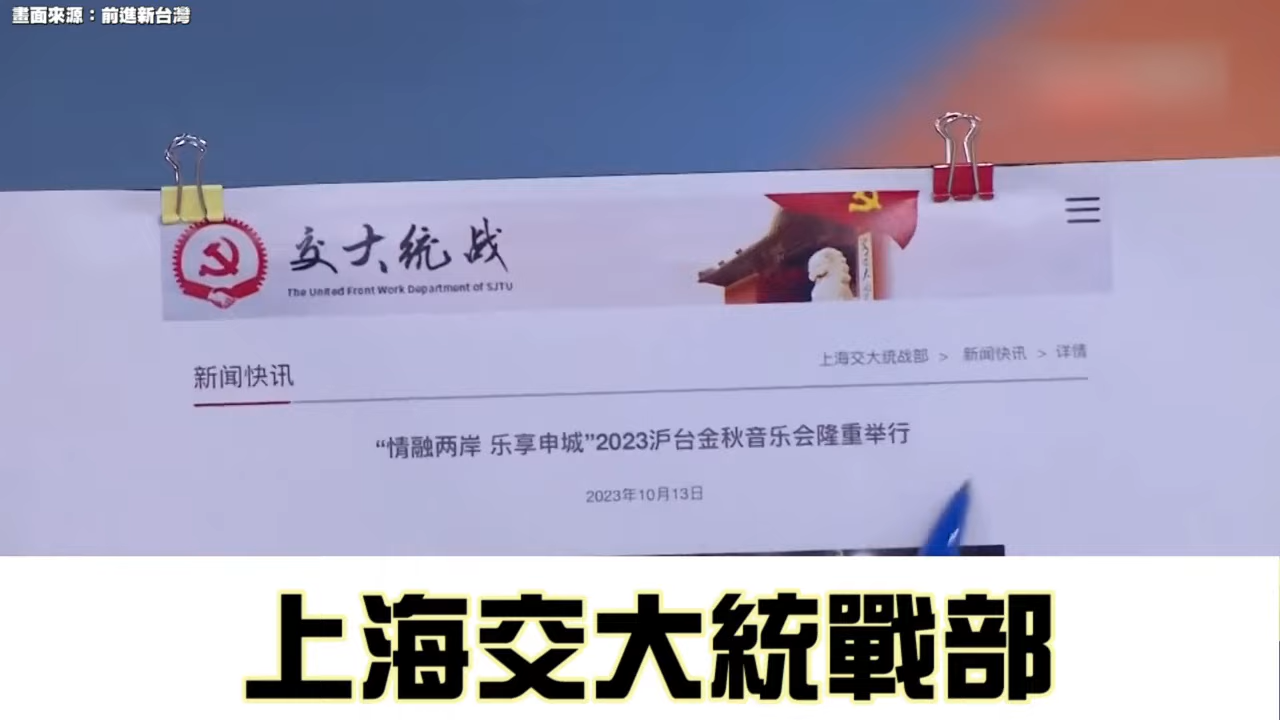 畫面來源：前進新台灣
交大统战
The United Front Work Department of SJTU
上海交大统战部 > 新闻快讯 > 详情
新闻快讯
“情融两岸 乐享申城”2023沪台金秋音乐会隆重举行
2023年10月13日
上海交大統戰部